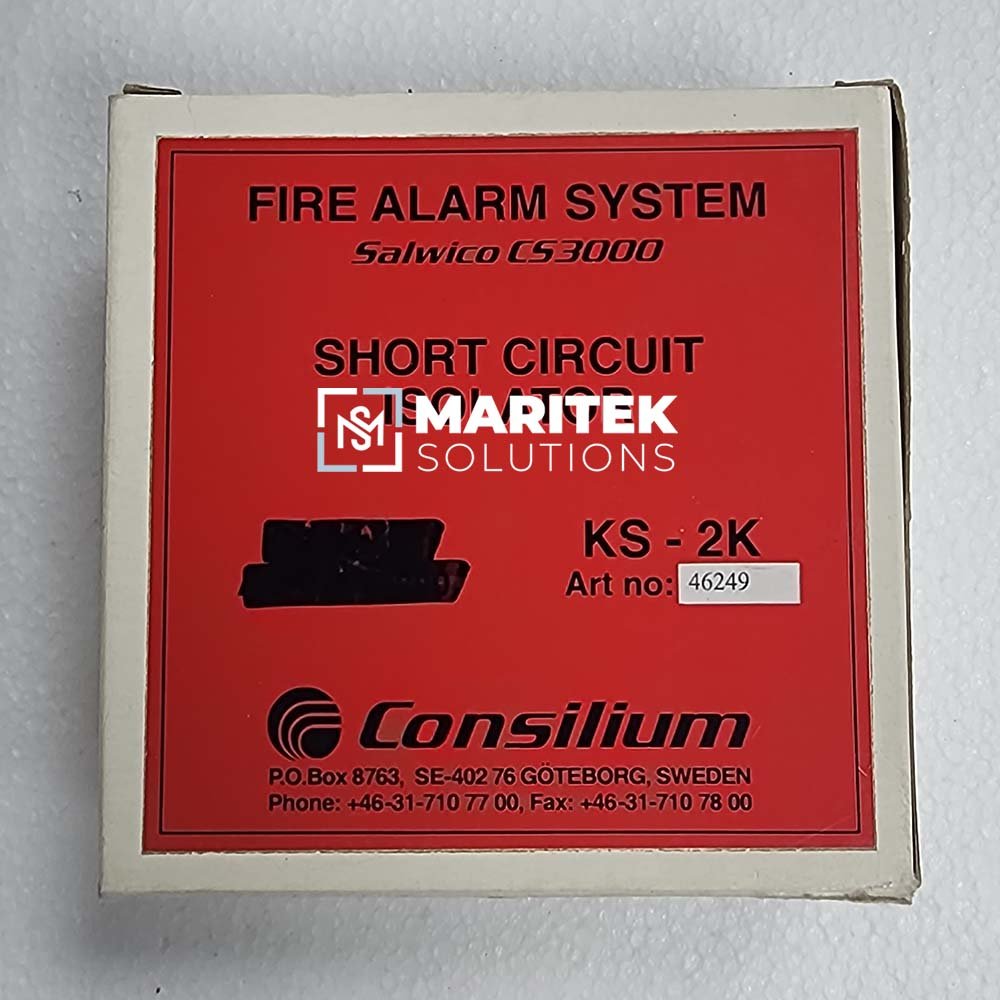 FIRE ALARM SYSTEM
Salwico CS3000
SHORT CIRCUIT
ISOLATOR
MARITEK
SOLUTIONS
KS - 2K
Art no: 46249
Consilium
P.O.Box 8763, SE-402 76 GÖTEBORG, SWEDEN
Phone: +46-31-710 77 00, Fax: +46-31-710 78 00